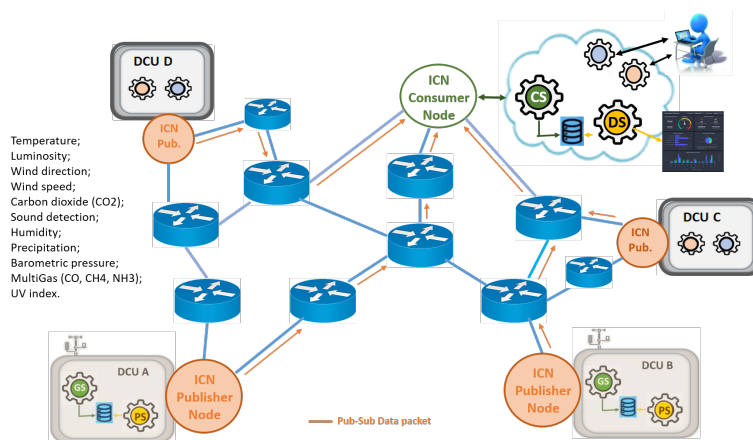 DCU D
ICN
Pub.
ICN
Consumer
Node
CS
DS
Temperature;
Luminosity;
Wind direction;
Wind speed;
Carbon dioxide (CO2);
Sound detection;
Humidity;
Precipitation;
Barometric pressure;
MultiGas (CO, CH4, NH3);
UV index.
DCU C
ICN
Pub.
DCU A
GS
PS
ICN
Publisher
Node
ICN
Publisher
Node
DCU B
GS
PS
Pub-Sub Data packet